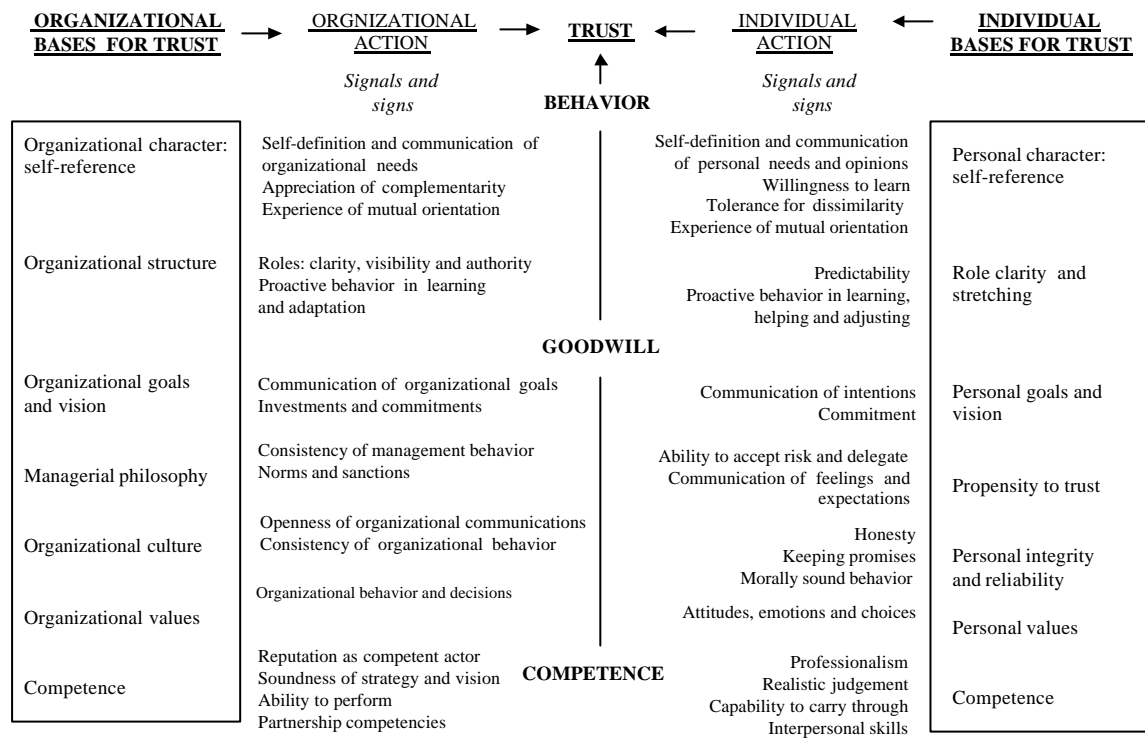 ORGANIZATIONAL
BASES FOR TRUST
ORGNIZATIONAL
ACTION
TRUST
INDIVIDUAL
ACTION
INDIVIDUAL
BASES FOR TRUST
Signals and
signs
BEHAVIOR
Signals and
signs
Organizational character:
self-reference
Self-definition and communication of
organizational needs
Appreciation of complementarity
Experience of mutual orientation
Self-definition and communication
of personal needs and opinions
Willingness to learn
Tolerance for dissimilarity
Experience of mutual orientation
Personal character:
self-reference
Organizational structure
Roles: clarity, visibility and authority
Proactive behavior in learning
and adaptation
Predictability
Proactive behavior in learning,
helping and adjusting
Role clarity and
stretching
GOODWILL
Organizational goals
and vision
Communication of organizational goals
Investments and commitments
Communication of intentions
Commitment
Personal goals and
vision
Managerial philosophy
Consistency of management behavior
Norms and sanctions
Ability to accept risk and delegate
Communication of feelings and
expectations
Propensity to trust
Organizational culture
Openness of organizational communications
Consistency of organizational behavior
Honesty
Keeping promises
Morally sound behavior
Personal integrity
and reliability
Organizational values
Organizational behavior and decisions
Attitudes, emotions and choices
Personal values
Competence
Reputation as competent actor
Soundness of strategy and vision
Ability to perform
Partnership competencies
COMPETENCE
Professionalism
Realistic judgement
Capability to carry through
Interpersonal skills
Competence